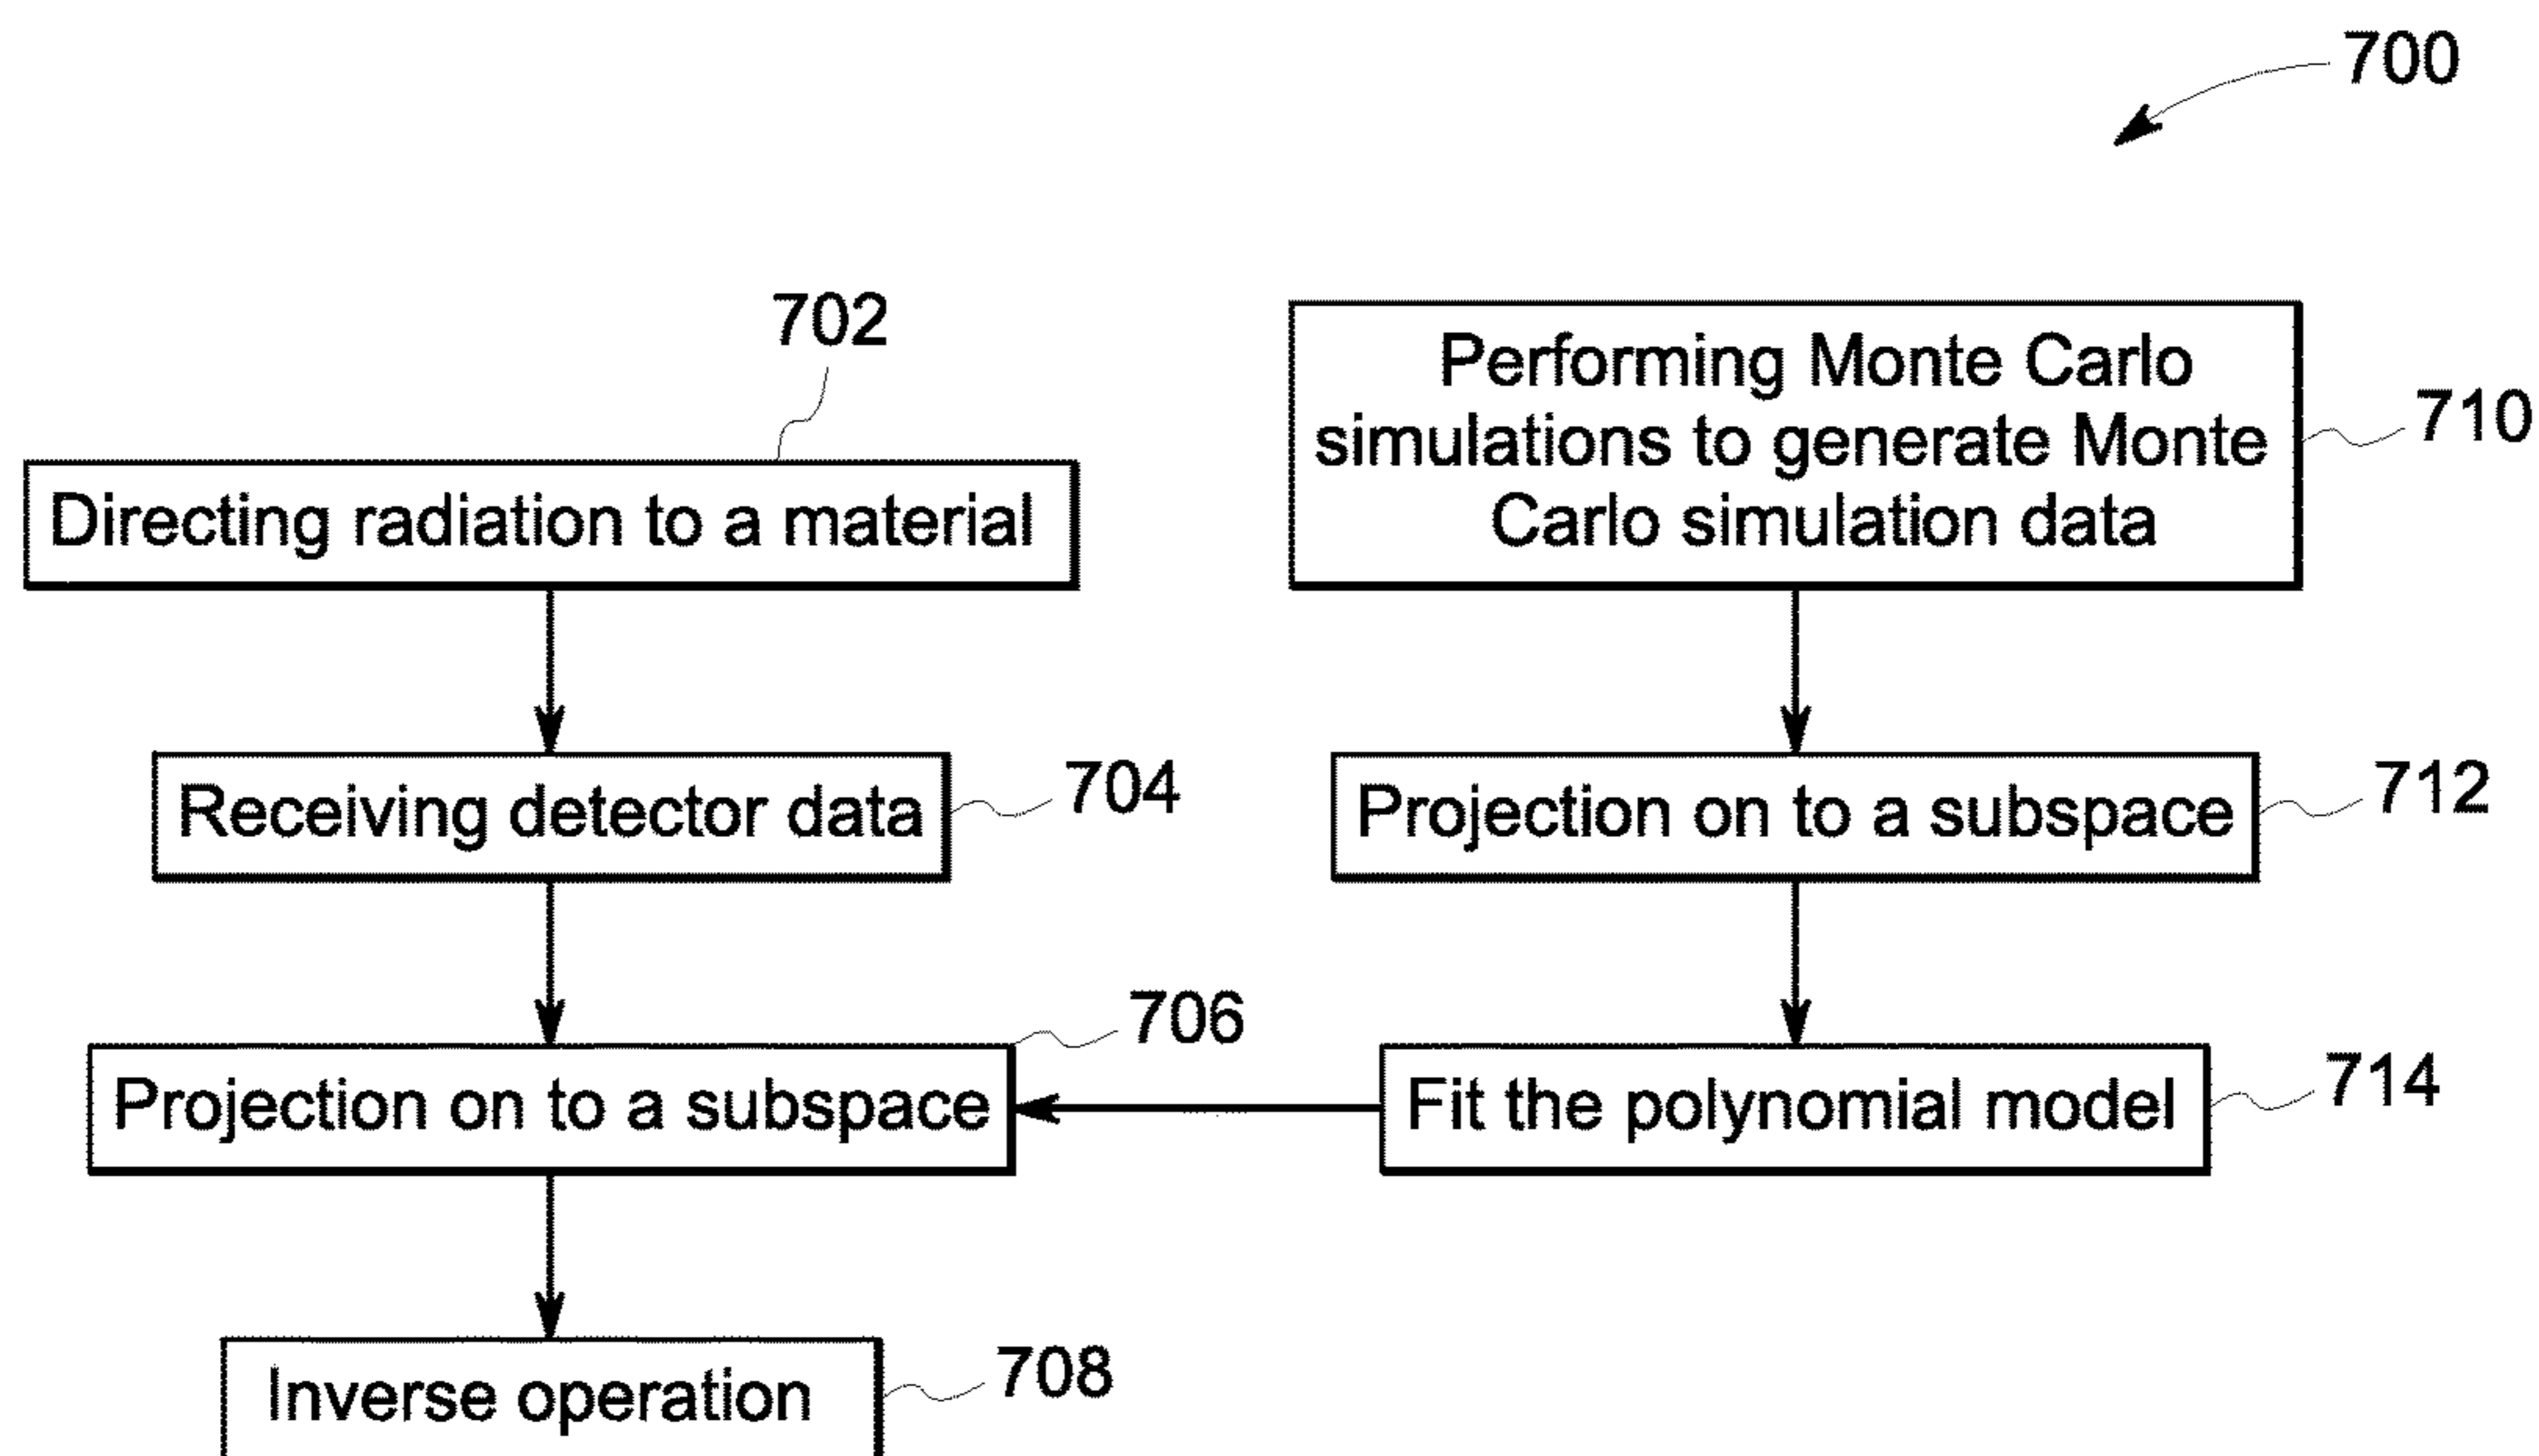 700
702
Directing radiation to a material
Performing Monte Carlo
simulations to generate Monte
Carlo simulation data
710
Receiving detector data
704
Projection on to a subspace
712
706
Projection on to a subspace
Fit the polynomial model
714
Inverse operation
708